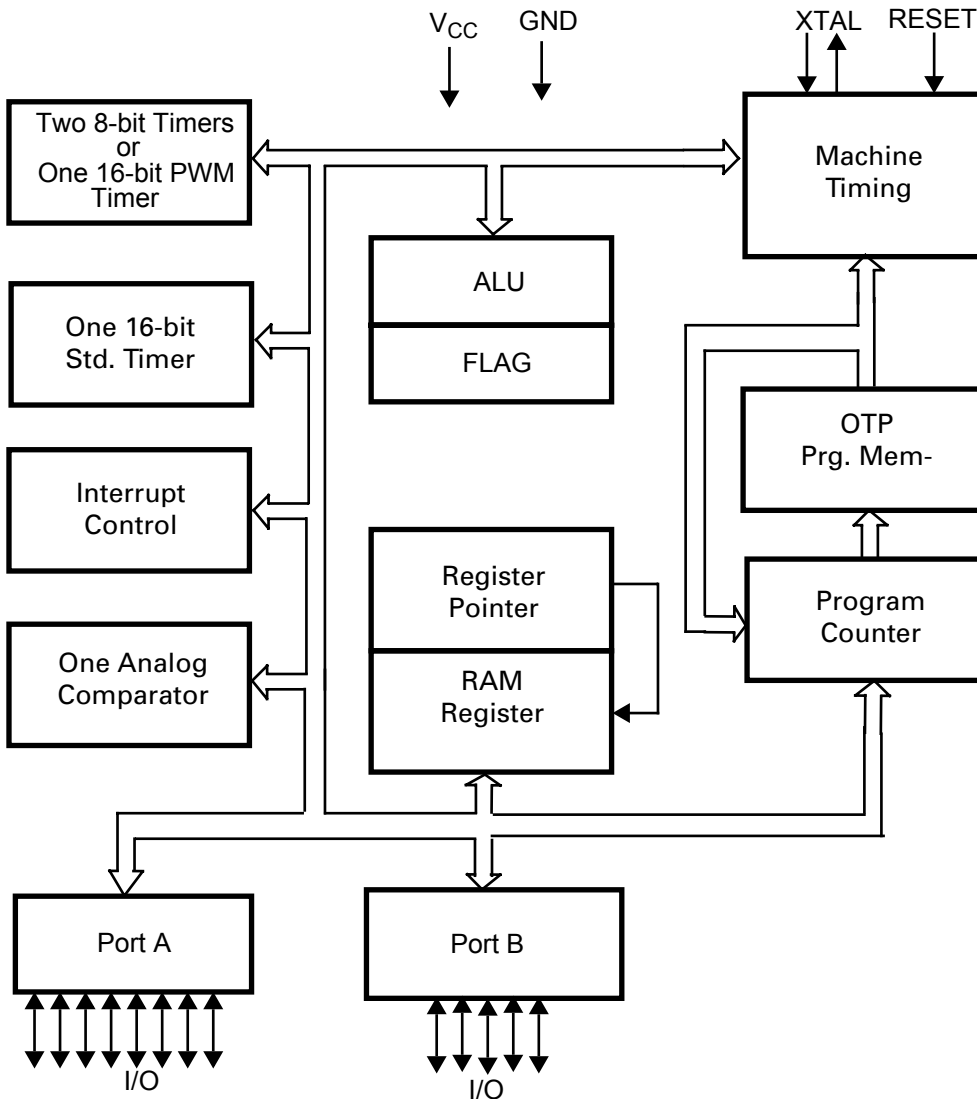 V_CC GND XTAL RESET
Two 8-bit Timers
or
One 16-bit PWM
Timer
Machine
Timing
ALU
FLAG
One 16-bit
Std. Timer
OTP
Prg. Mem-
Interrupt
Control
Register
Pointer
Program
Counter
One Analog
Comparator
RAM
Register
Port A
Port B
I/O
I/O